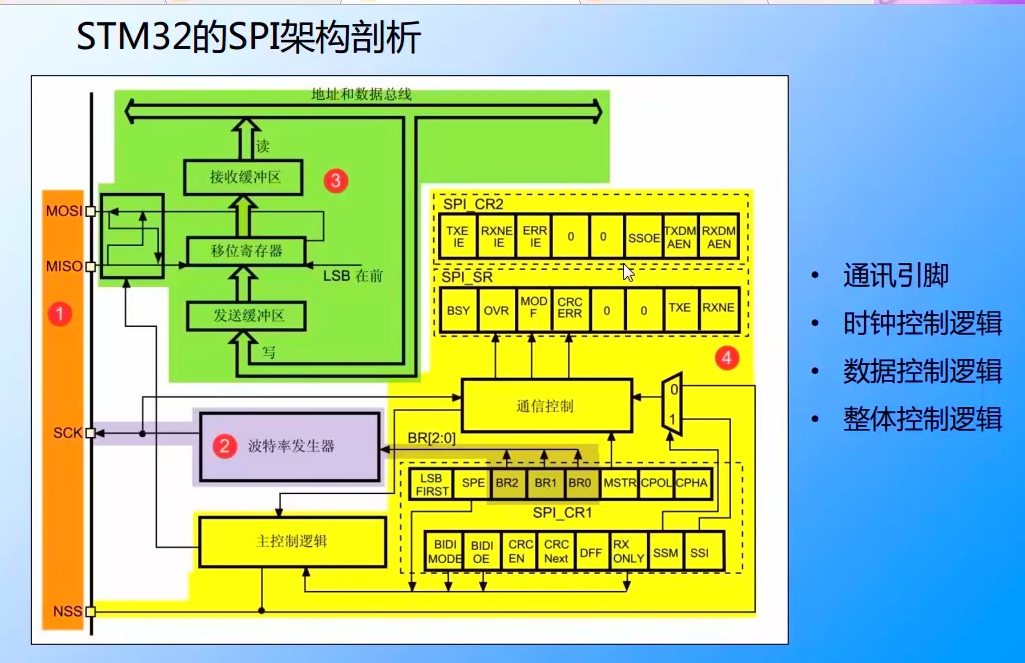 STM32的SPI架构剖析
地址和数据总线
读
接收缓冲区
3
MOSI
移位寄存器
MISO
LSB 在前
1
发送缓冲区
写
SPI_CR2
TXE IE
RXNE IE
ERR IE
0
0
SSOE
TXDM AEN
RXDM AEN
SPI_SR
BSY
OVR
MOD F
CRC ERR
0
0
TXE
RXNE
4
通信控制
0
1
SCK
2
波特率发生器
BR[2:0]
LSB FIRST
SPE
BR2
BR1
BR0
MSTR
CPOL
CPHA
SPI_CR1
主控制逻辑
BIDI MODE
BIDI OE
CRC EN
CRC Next
DFF
RX ONLY
SSM
SSI
NSS
• 通讯引脚
• 时钟控制逻辑
• 数据控制逻辑
• 整体控制逻辑